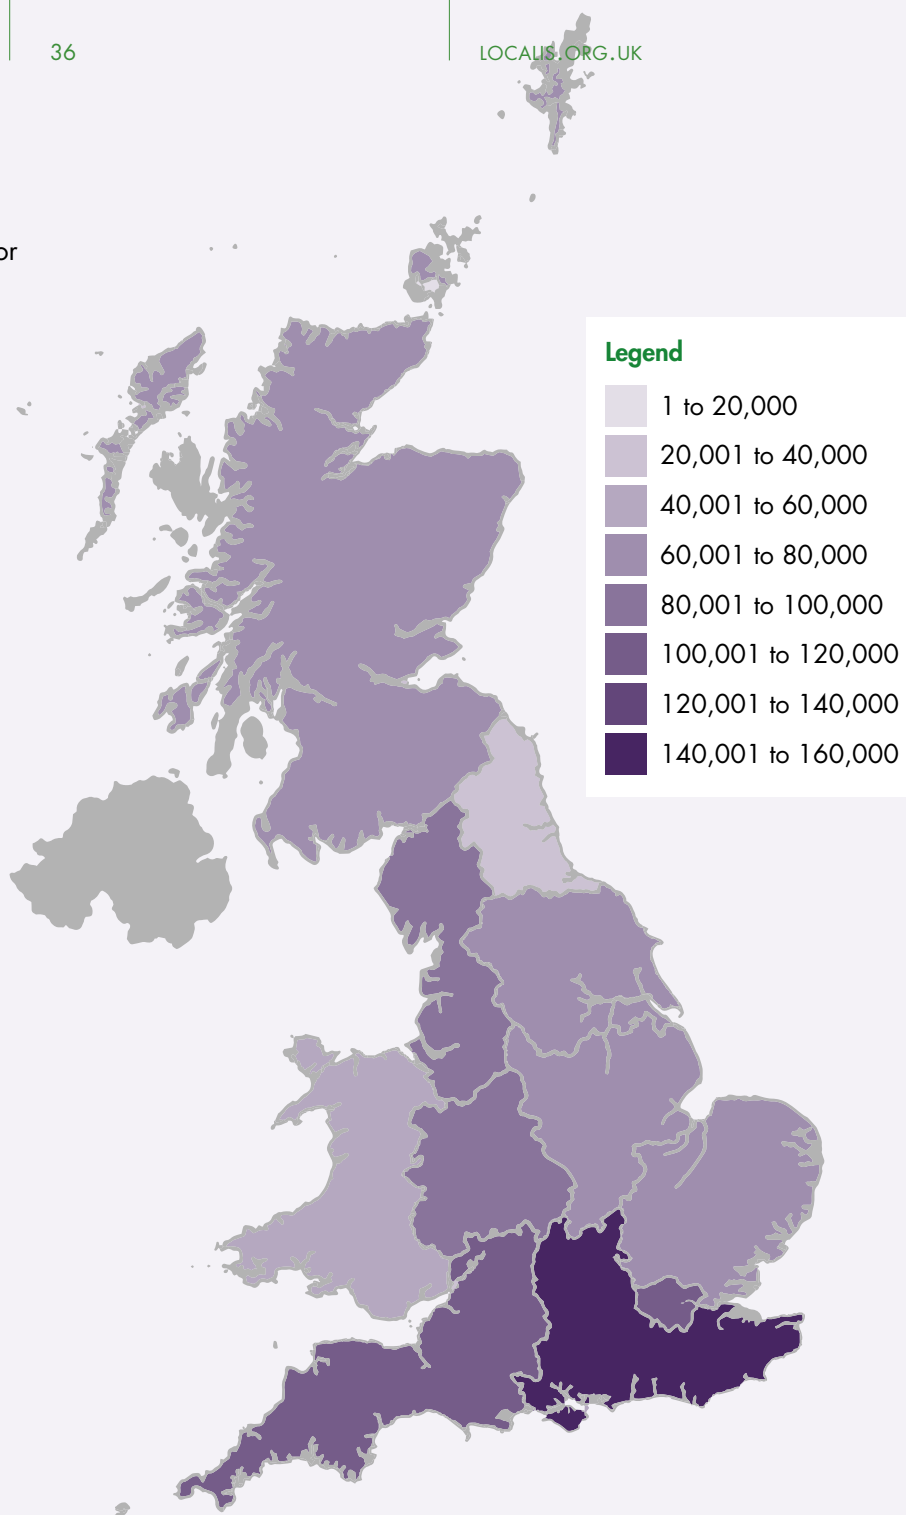 36
LOCALIS.ORG.UK
or
Legend
1 to 20,000
20,001 to 40,000
40,001 to 60,000
60,001 to 80,000
80,001 to 100,000
100,001 to 120,000
120,001 to 140,000
140,001 to 160,000